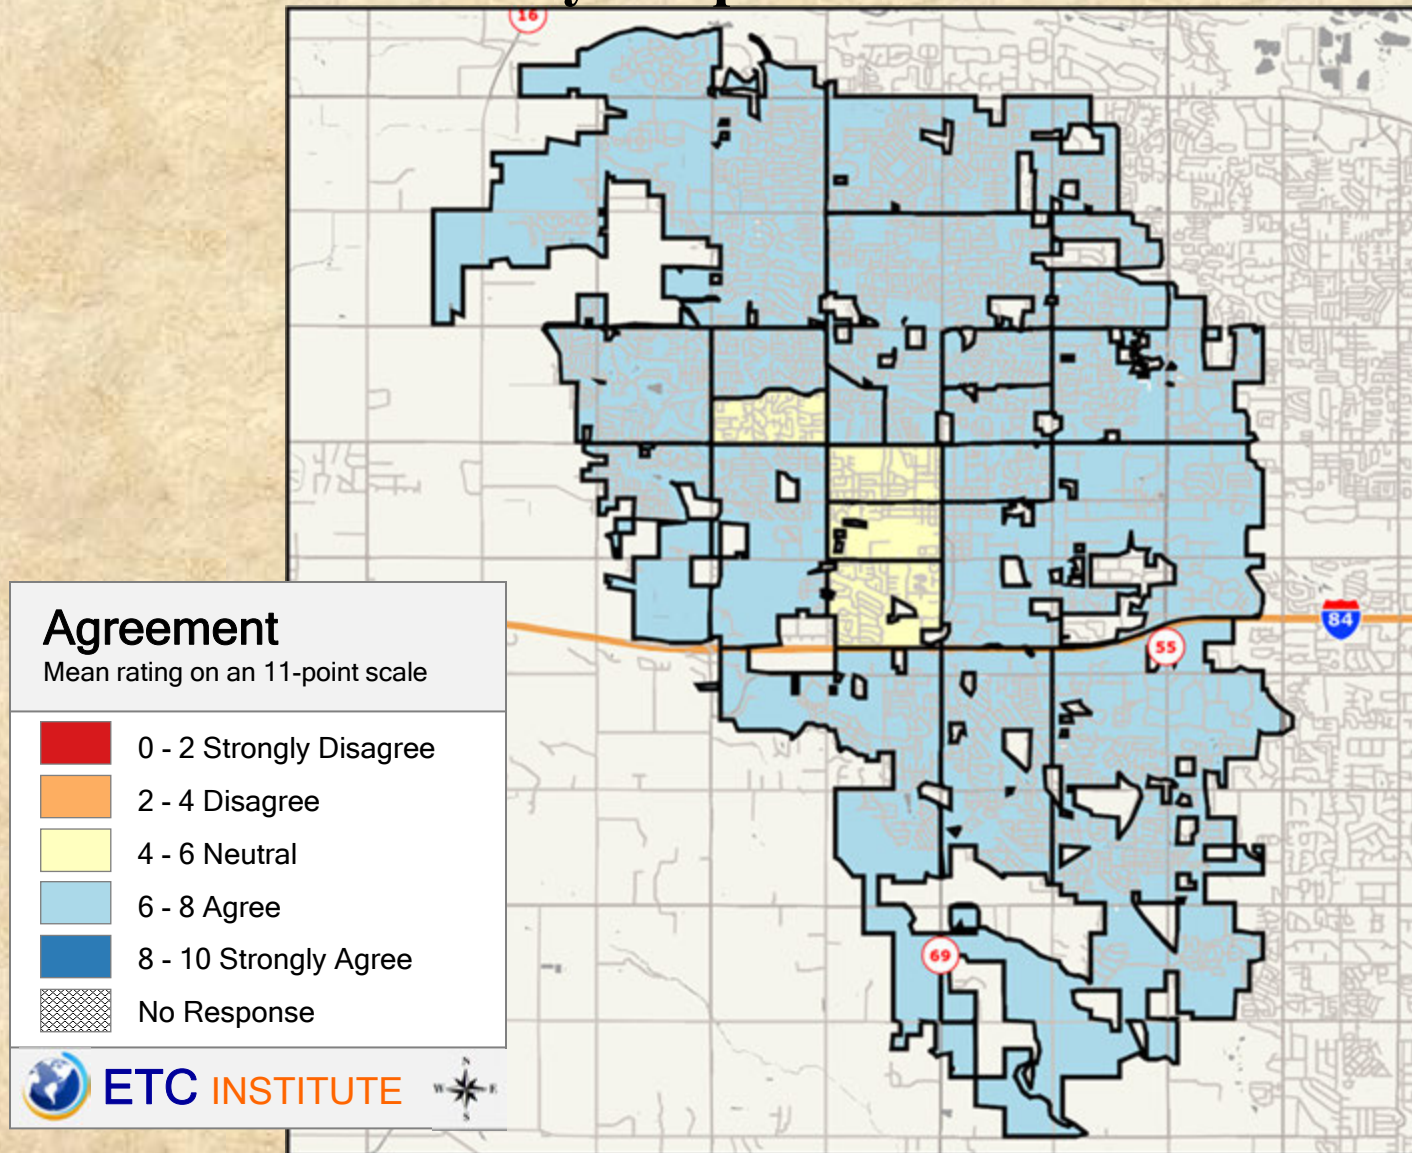 16
84
55
69
Agreement
Mean rating on an 11-point scale
0 - 2 Strongly Disagree
2 - 4 Disagree
4 - 6 Neutral
6 - 8 Agree
8 - 10 Strongly Agree
No Response
ETC INSTITUTE
N
W E
S